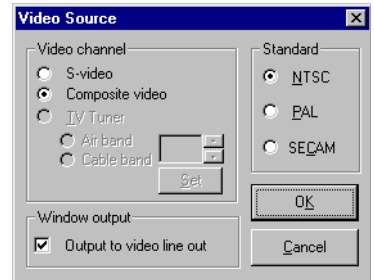 Video Source
Video channel
S-video
Composite video
TV Tuner
Air band
Cable band
Set
Window output
Output to video line out
Standard
NTSC
PAL
SECAM
OK
Cancel